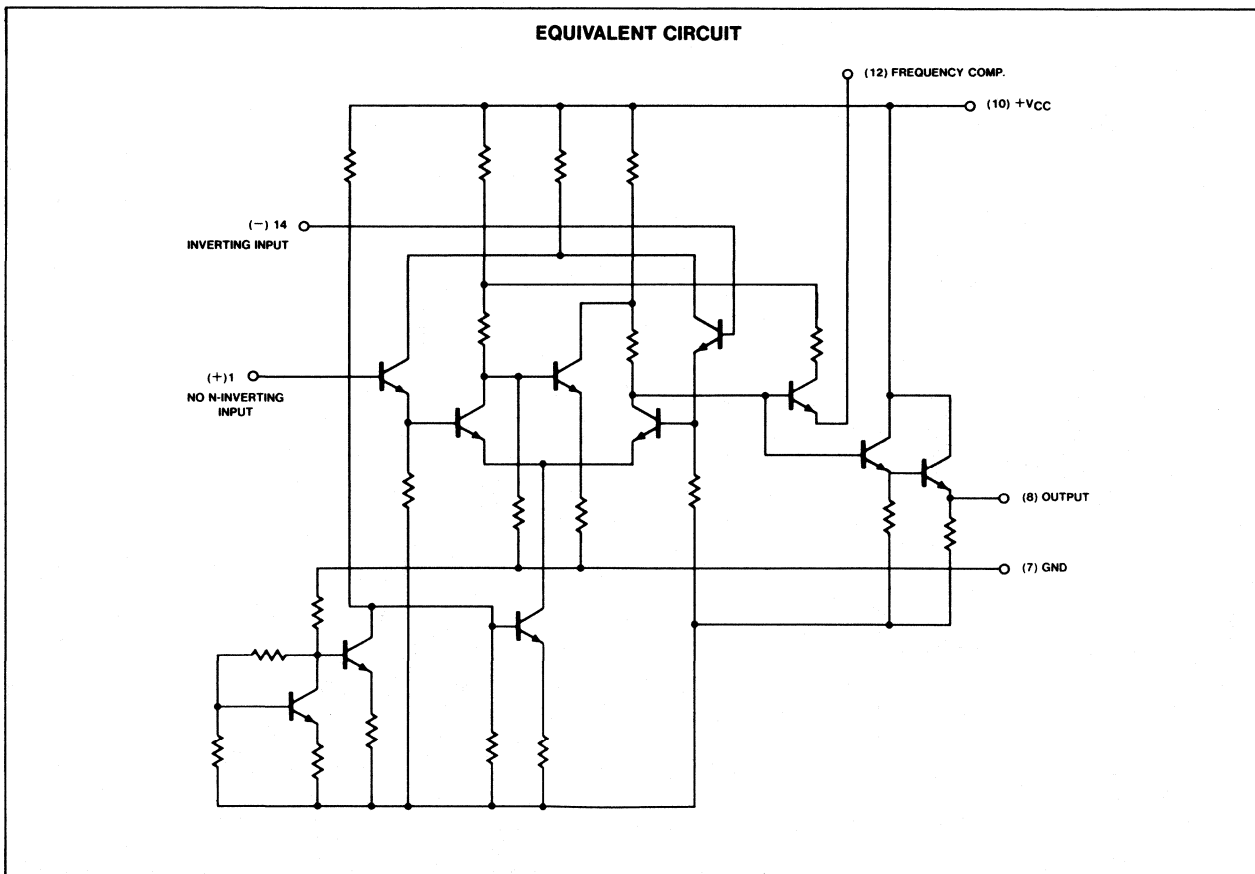 EQUIVALENT CIRCUIT
(12) FREQUENCY COMP.
(10) +VCC
(−) 14
INVERTING INPUT
(+)1
NO N-INVERTING
INPUT
(8) OUTPUT
(7) GND